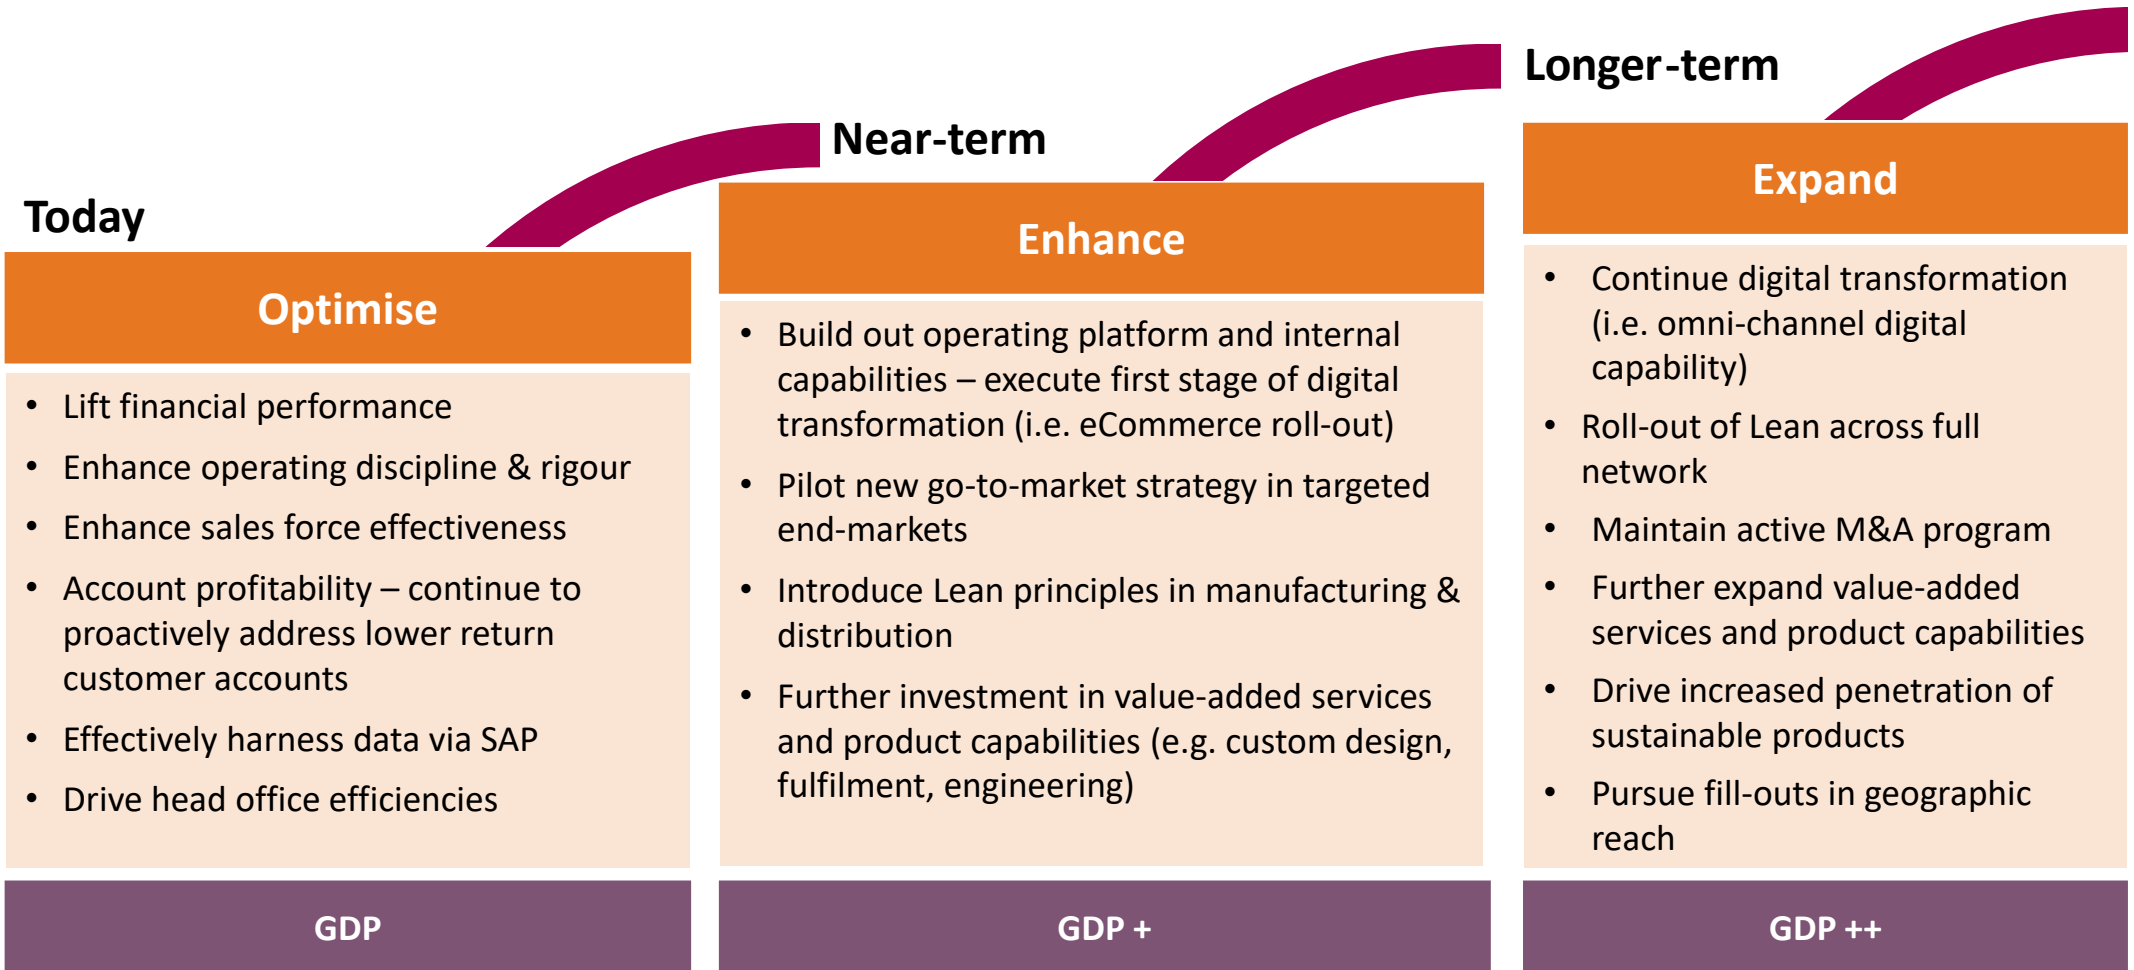 Today
Optimise
• Lift financial performance
• Enhance operating discipline & rigour
• Enhance sales force effectiveness
• Account profitability – continue to
proactively address lower return
customer accounts
• Effectively harness data via SAP
• Drive head office efficiencies
GDP
Near-term
Enhance
• Build out operating platform and internal
capabilities – execute first stage of digital
transformation (i.e. eCommerce roll-out)
• Pilot new go-to-market strategy in targeted
end-markets
• Introduce Lean principles in manufacturing &
distribution
• Further investment in value-added services
and product capabilities (e.g. custom design,
fulfilment, engineering)
GDP +
Longer-term
Expand
• Continue digital transformation
(i.e. omni-channel digital
capability)
• Roll-out of Lean across full
network
• Maintain active M&A program
• Further expand value-added
services and product capabilities
• Drive increased penetration of
sustainable products
• Pursue fill-outs in geographic
reach
GDP ++